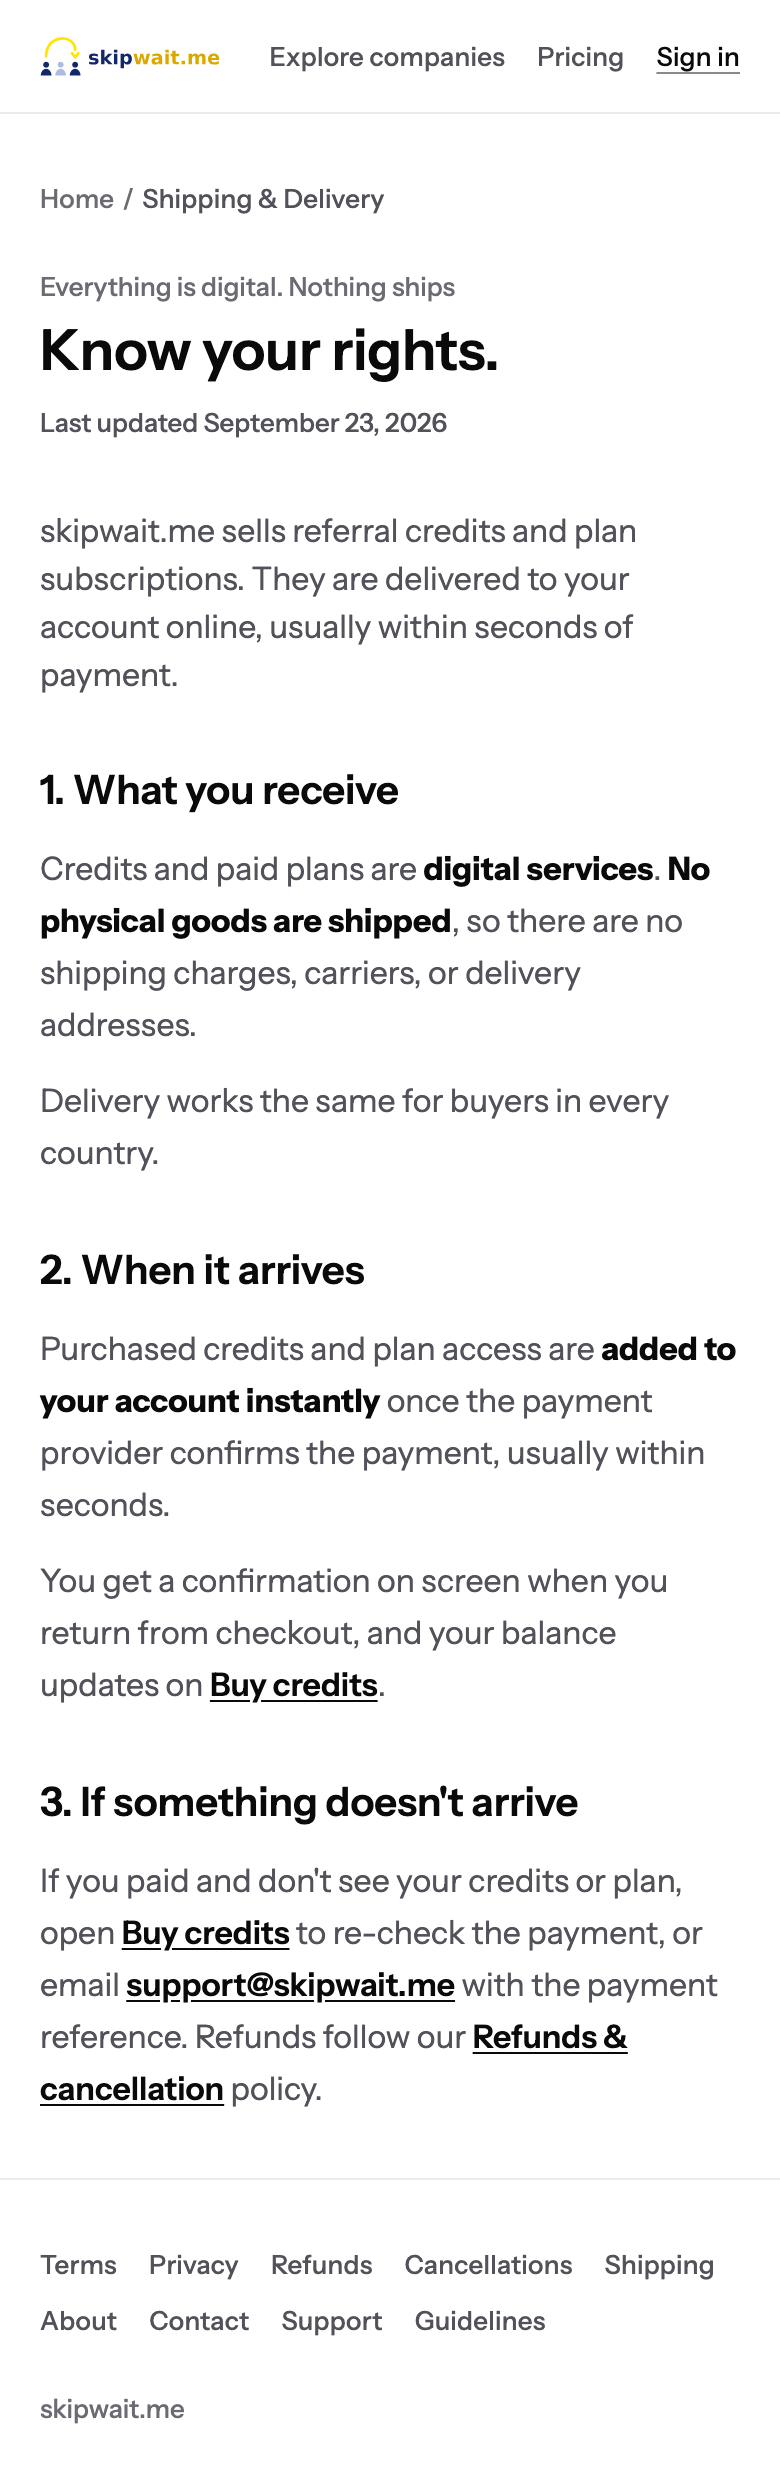 skipwait.me
Explore companies Pricing Sign in
Home / Shipping & Delivery
Everything is digital. Nothing ships
Know your rights.
Last updated September 23, 2026
skipwait.me sells referral credits and plan
subscriptions. They are delivered to your
account online, usually within seconds of
payment.
1. What you receive
Credits and paid plans are digital services. No
physical goods are shipped, so there are no
shipping charges, carriers, or delivery
addresses.
Delivery works the same for buyers in every
country.
2. When it arrives
Purchased credits and plan access are added to
your account instantly once the payment
provider confirms the payment, usually within
seconds.
You get a confirmation on screen when you
return from checkout, and your balance
updates on Buy credits.
3. If something doesn't arrive
If you paid and don't see your credits or plan,
open Buy credits to re-check the payment, or
email support@skipwait.me with the payment
reference. Refunds follow our Refunds &
cancellation policy.
Terms Privacy Refunds Cancellations Shipping
About Contact Support Guidelines
skipwait.me